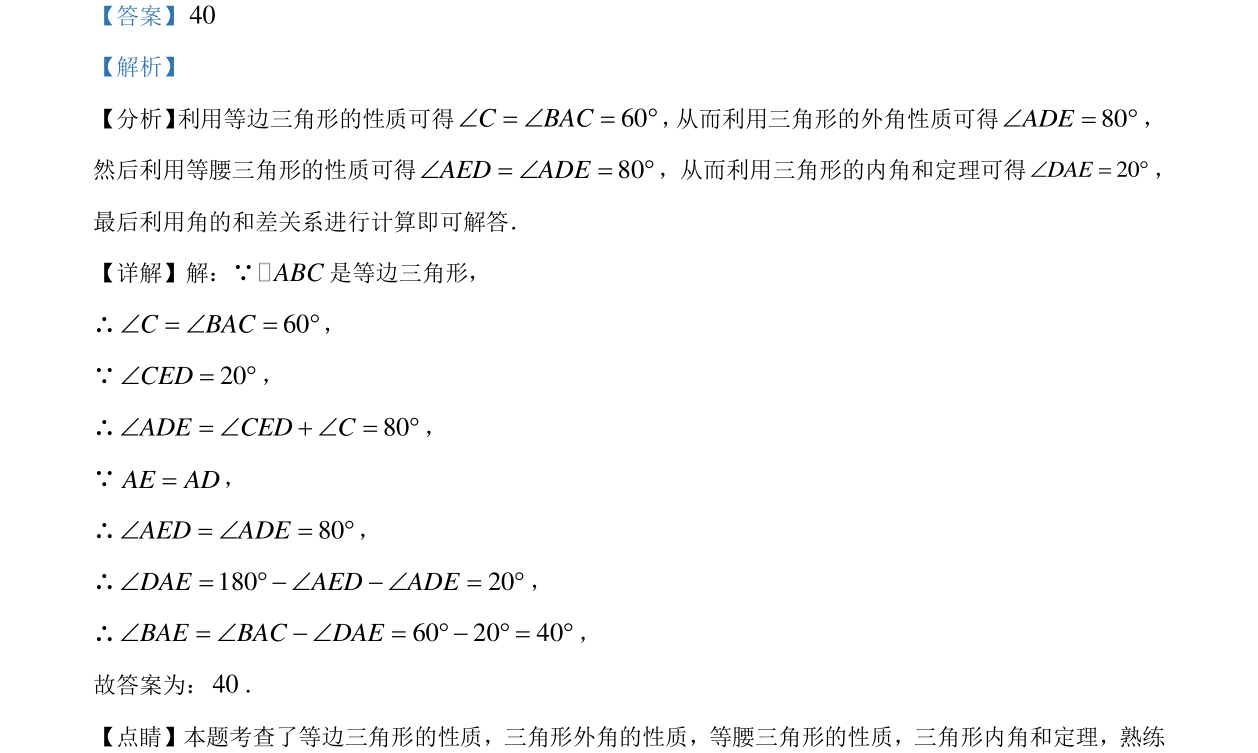 【答案】40
【解析】
【分析】利用等边三角形的性质可得∠C = ∠BAC = 60°，从而利用三角形的外角性质可得∠ADE = 80°，
然后利用等腰三角形的性质可得∠AED = ∠ADE = 80°，从而利用三角形的内角和定理可得∠DAE = 20°，
最后利用角的和差关系进行计算即可解答．
【详解】解：∵□ABC 是等边三角形，
∴∠C = ∠BAC = 60°，
∵∠CED = 20°，
∴∠ADE = ∠CED + ∠C = 80°，
∵AE = AD，
∴∠AED = ∠ADE = 80°，
∴∠DAE = 180° − ∠AED − ∠ADE = 20°，
∴∠BAE = ∠BAC − ∠DAE = 60° − 20° = 40°，
故答案为：40．
【点睛】本题考查了等边三角形的性质，三角形外角的性质，等腰三角形的性质，三角形内角和定理，熟练